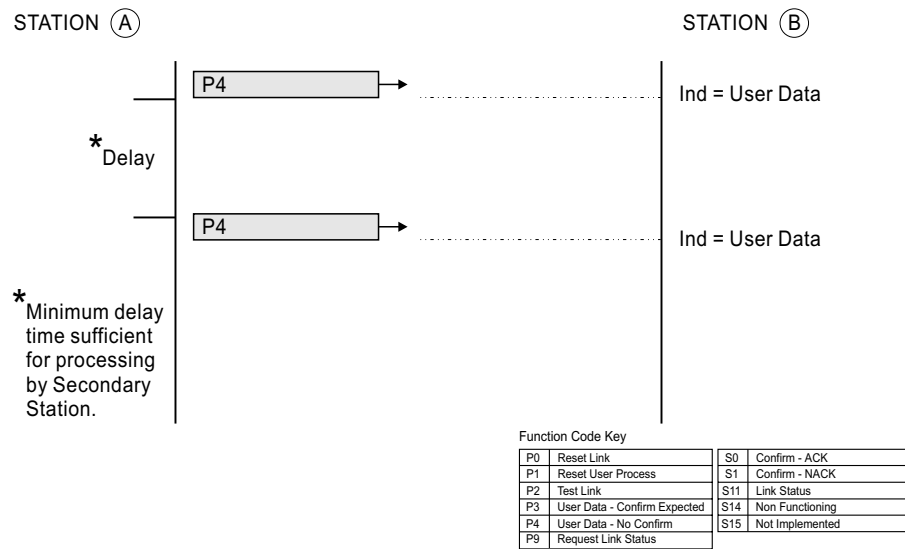 STATION A
STATION B
P4
Ind = User Data
*Delay
P4
Ind = User Data
*Minimum delay
time sufficient
for processing
by Secondary
Station.
Function Code Key
P0 Reset Link
P1 Reset User Process
P2 Test Link
P3 User Data - Confirm Expected
P4 User Data - No Confirm
P9 Request Link Status
S0 Confirm - ACK
S1 Confirm - NACK
S11 Link Status
S14 Non Functioning
S15 Not Implemented